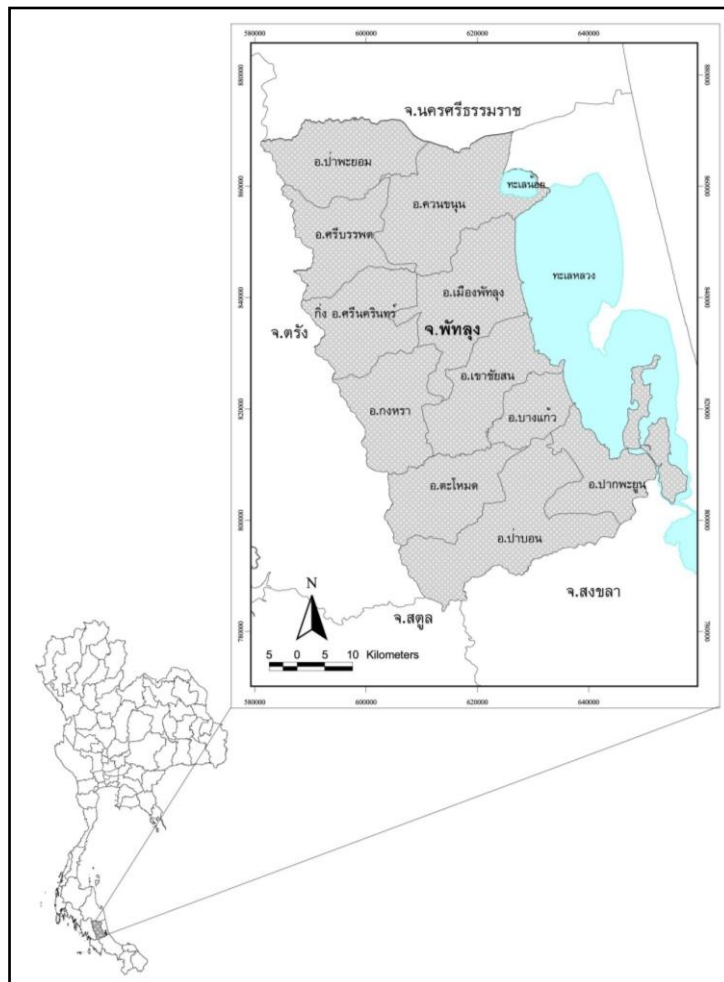 580000 600000 620000 640000
จ.นครศรีธรรมราช
880000
880000
อ.ป่าพะยอม
ทะเลน้อย
860000
860000
อ.ควนขนุน
อ.ศรีบรรพต
ทะเลหลวง
อ.เมืองพัทลุง
840000
840000
กิ่ง อ.ศรีนครินทร์
จ.ตรัง
จ.พัทลุง
อ.เขาชัยสน
อ.กงหรา
อ.บางแก้ว
820000
820000
อ.ตะโหมด
อ.ปากพะยูน
800000
800000
อ.ป่าบอน
N
จ.สงขลา
จ.สตูล
780000
780000
5 0 5 10 Kilometers
580000 600000 620000 640000